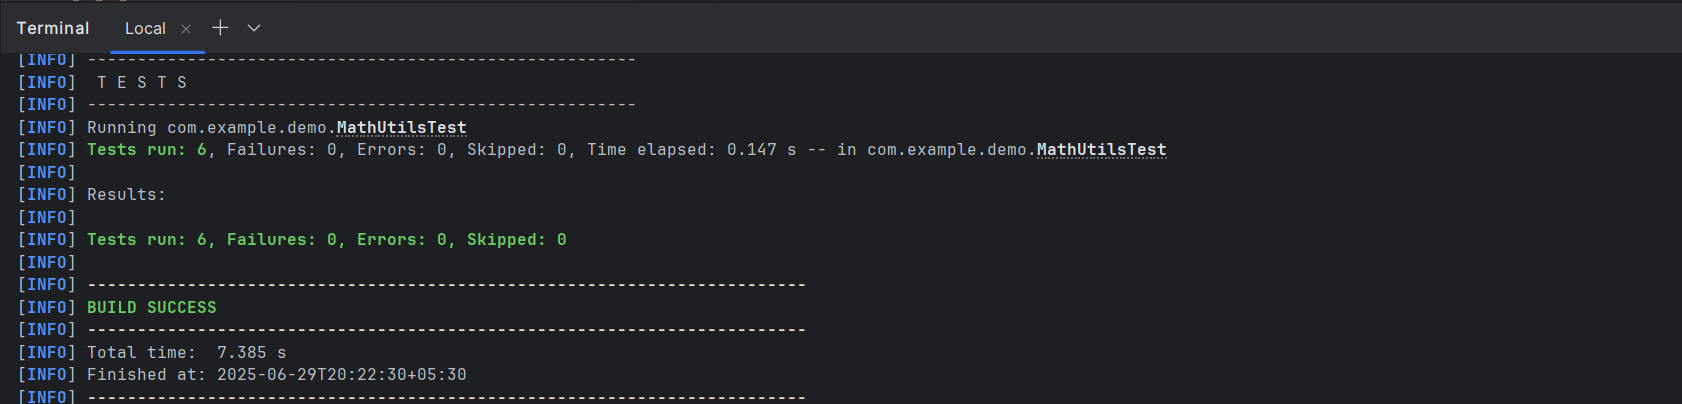 Terminal Local × + ∨
[INFO] -------------------------------------------------------
[INFO]  T E S T S
[INFO] -------------------------------------------------------
[INFO] Running com.example.demo.MathUtilsTest
[INFO] Tests run: 6, Failures: 0, Errors: 0, Skipped: 0, Time elapsed: 0.147 s -- in com.example.demo.MathUtilsTest
[INFO]
[INFO] Results:
[INFO]
[INFO] Tests run: 6, Failures: 0, Errors: 0, Skipped: 0
[INFO]
[INFO] ------------------------------------------------------------------------
[INFO] BUILD SUCCESS
[INFO] ------------------------------------------------------------------------
[INFO] Total time:  7.385 s
[INFO] Finished at: 2025-06-29T20:22:30+05:30
[INFO] ------------------------------------------------------------------------